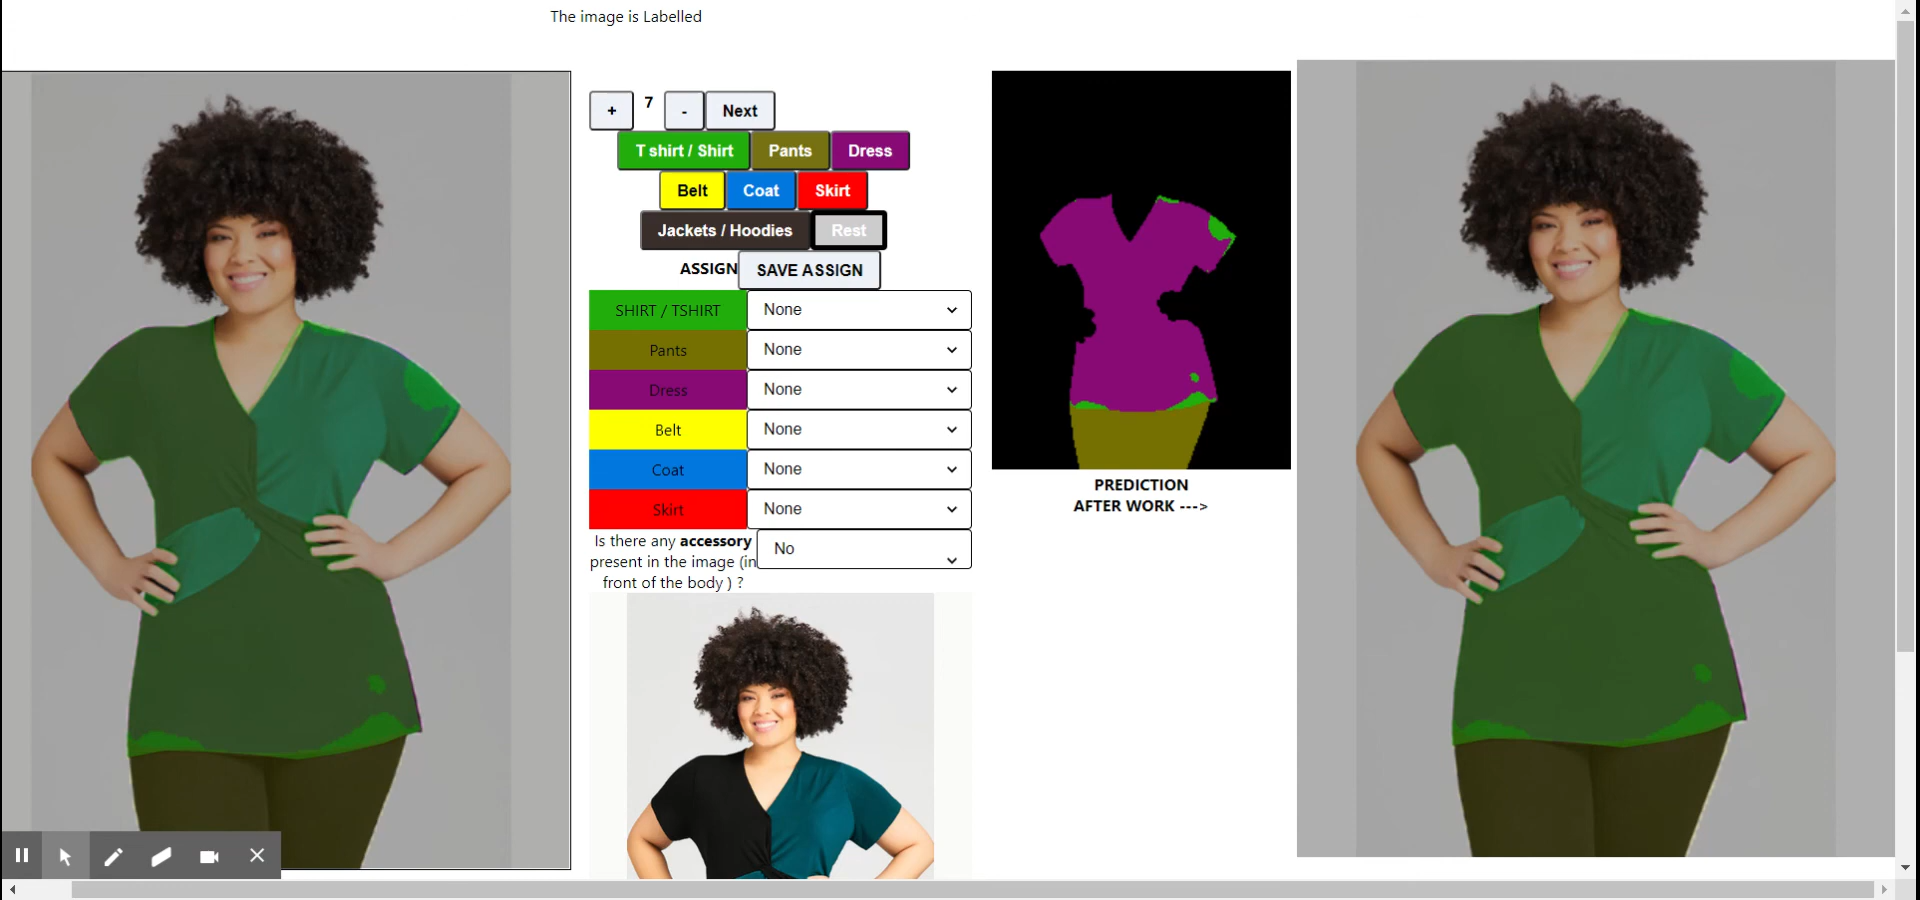 The image is Labelled
+ 7 - Next
T shirt / Shirt Pants Dress
Belt Coat Skirt
Jackets / Hoodies Rest
ASSIGN SAVE ASSIGN
SHIRT / TSHIRT None
Pants None
Dress None
Belt None
Coat None
Skirt None
Is there any accessory
present in the image (in
front of the body ) ?
No
PREDICTION
AFTER WORK --->